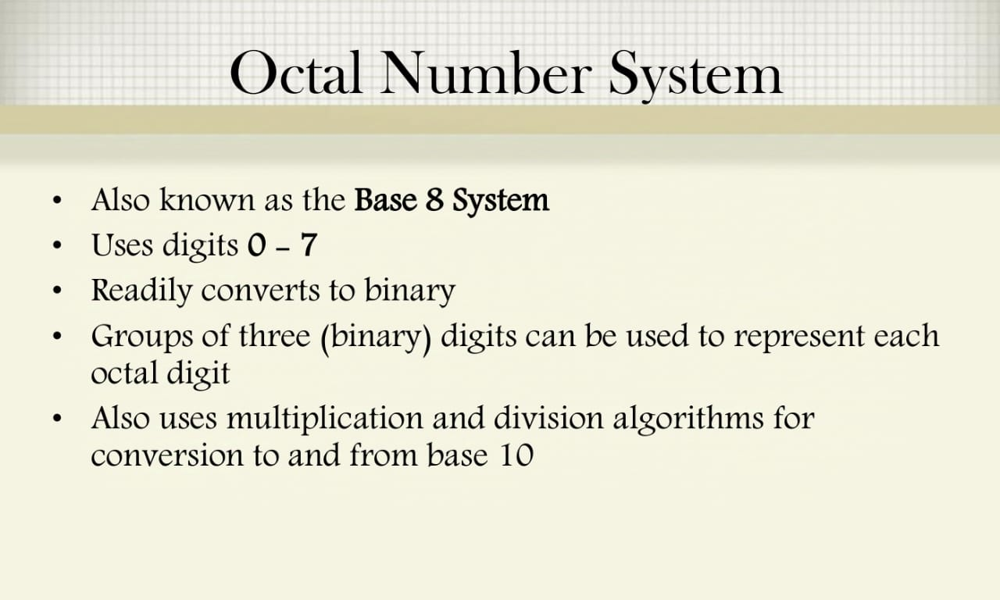 Octal Number System
• Also known as the Base 8 System
• Uses digits 0 – 7
• Readily converts to binary
• Groups of three (binary) digits can be used to represent each
octal digit
• Also uses multiplication and division algorithms for
conversion to and from base 10